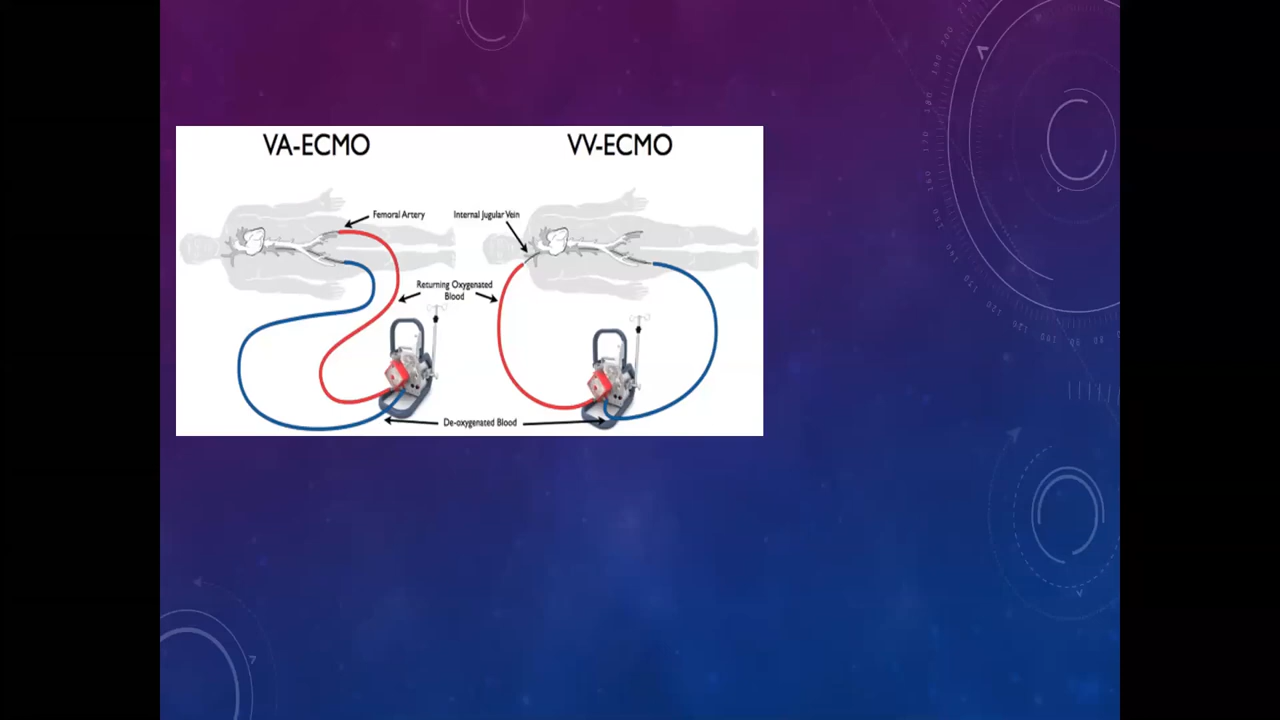 VA-ECMO
VV-ECMO
Femoral Artery
Internal Jugular Vein
Returning Oxygenated
Blood
De-oxygenated Blood